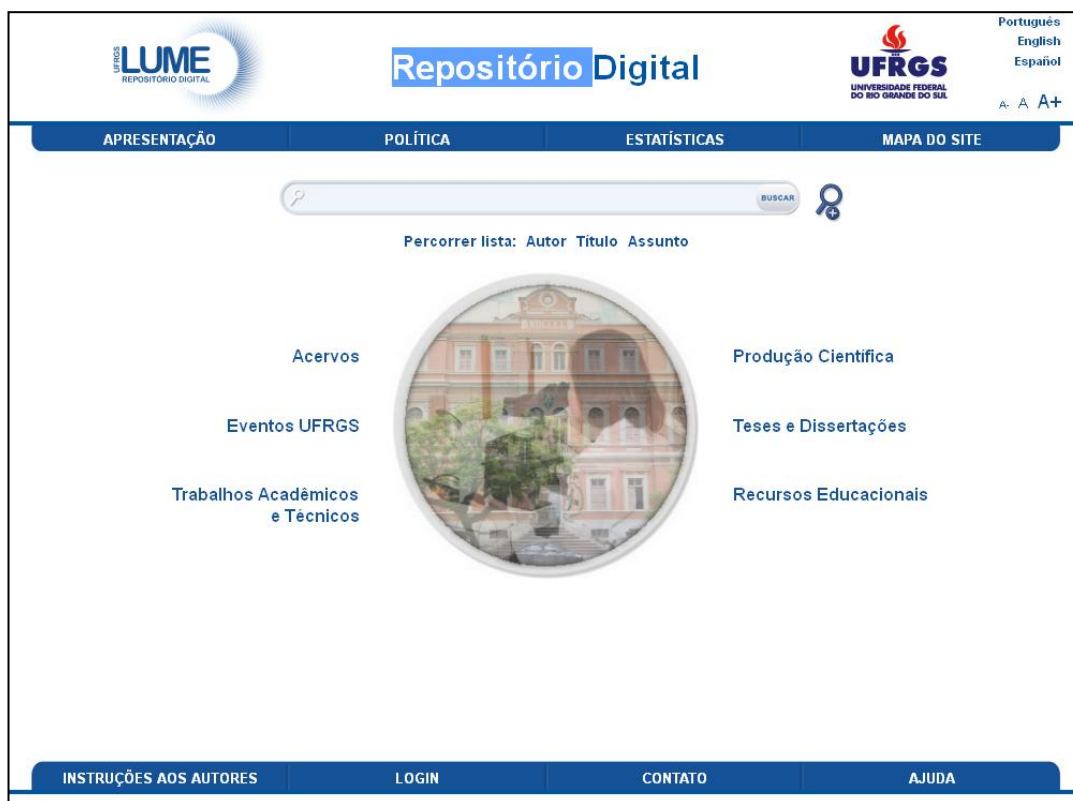 UFRGS
LUME
REPOSITÓRIO DIGITAL
Repositório Digital
UFRGS
UNIVERSIDADE FEDERAL
DO RIO GRANDE DO SUL
Português
English
Español
A- A A+
APRESENTAÇÃO POLÍTICA ESTATÍSTICAS MAPA DO SITE
BUSCAR
Percorrer lista: Autor Título Assunto
Acervos
Eventos UFRGS
Trabalhos Acadêmicos
e Técnicos
Produção Científica
Teses e Dissertações
Recursos Educacionais
INSTRUÇÕES AOS AUTORES LOGIN CONTATO AJUDA